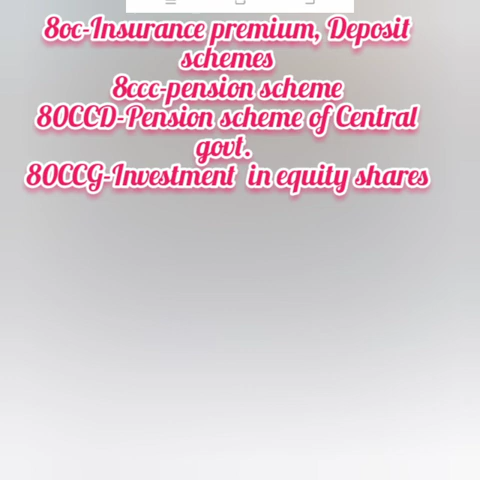 8oc-Insurance premium, Deposit
schemes
8ccc-pension scheme
80CCD-Pension scheme of Central
govt.
80CCG-Investment in equity shares